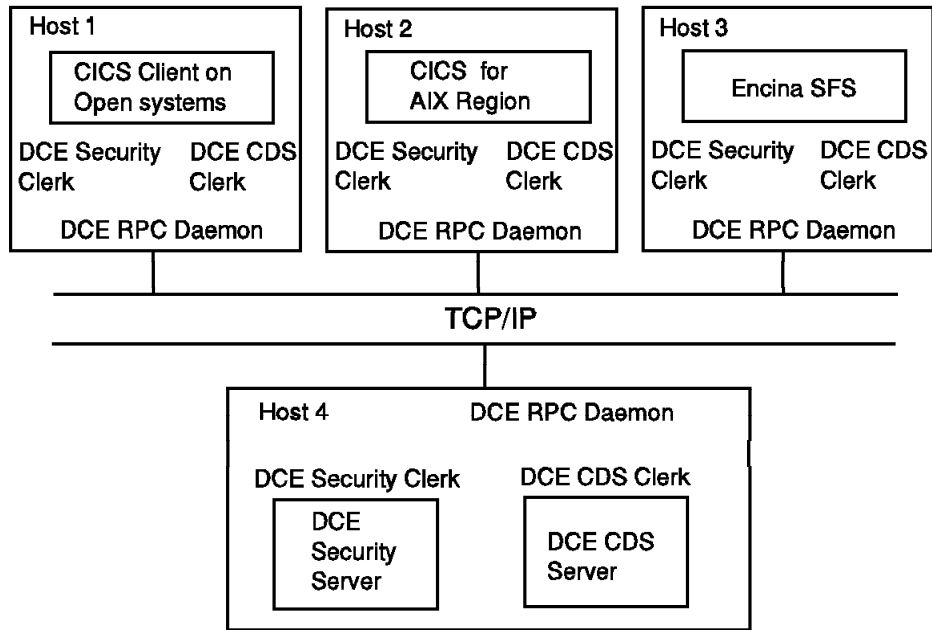 Host 1
CICS Client on
Open systems
DCE Security
Clerk
DCE CDS
Clerk
DCE RPC Daemon
Host 2
CICS for
AIX Region
DCE Security
Clerk
DCE CDS
Clerk
DCE RPC Daemon
Host 3
Encina SFS
DCE Security
Clerk
DCE CDS
Clerk
DCE RPC Daemon
TCP/IP
Host 4
DCE RPC Daemon
DCE Security Clerk
DCE
Security
Server
DCE CDS Clerk
DCE CDS
Server